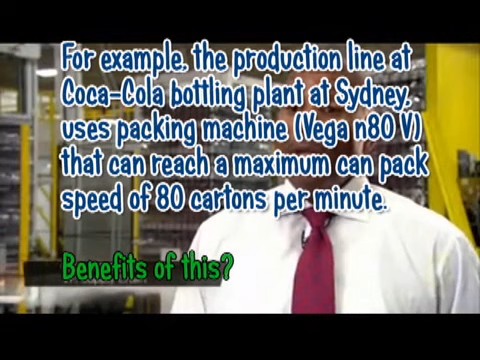 For example, the production line at
Coca-Cola bottling plant at Sydney,
uses packing machine (Vega n80 V)
that can reach a maximum can pack
speed of 80 cartons per minute.
Benefits of this?